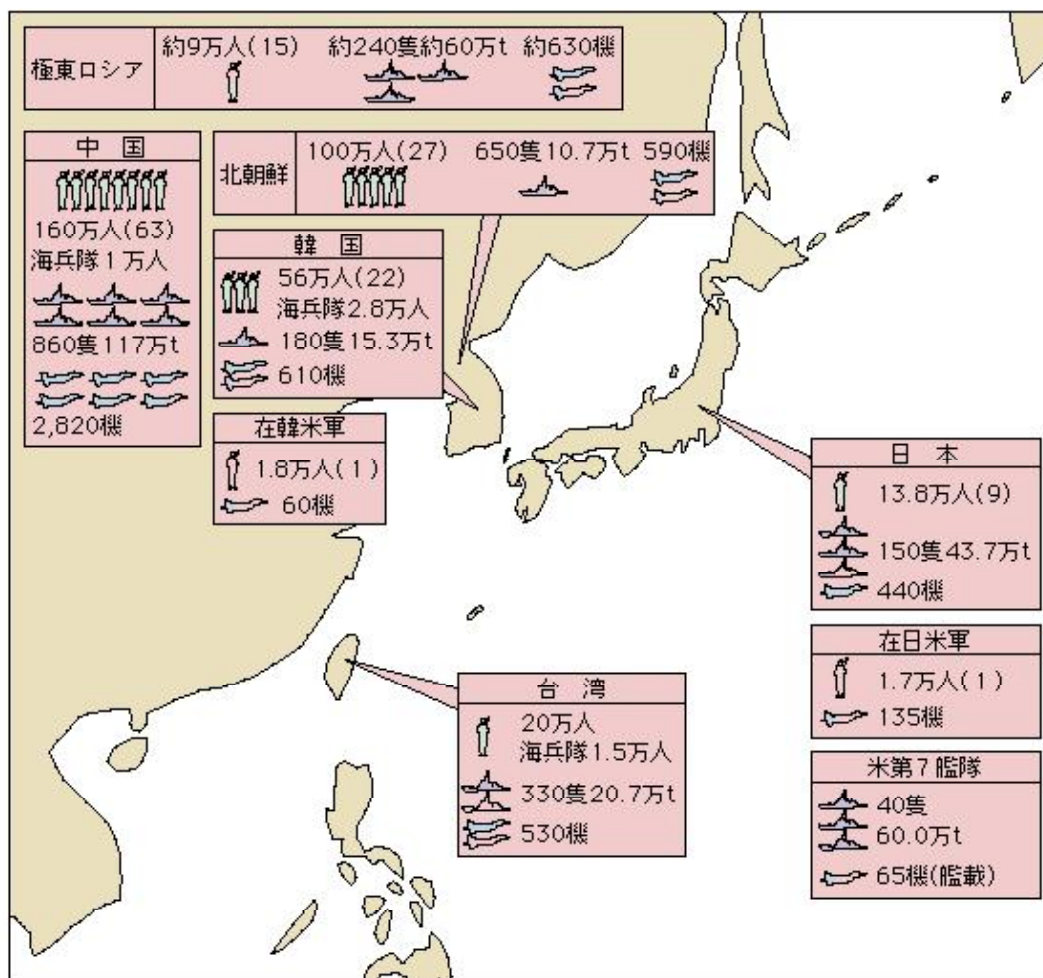 極東ロシア
約9万人(15) 約240隻約60万t 約630機
中 国
160万人(63)
海兵隊1万人
860隻117万t
2,820機
北朝鮮
100万人(27) 650隻10.7万t 590機
韓 国
56万人(22)
海兵隊2.8万人
180隻15.3万t
610機
在韓米軍
1.8万人(1)
60機
日 本
13.8万人(9)
150隻43.7万t
440機
在日米軍
1.7万人(1)
135機
台 湾
20万人
海兵隊1.5万人
330隻20.7万t
530機
米第7艦隊
40隻
60.0万t
65機(艦載)